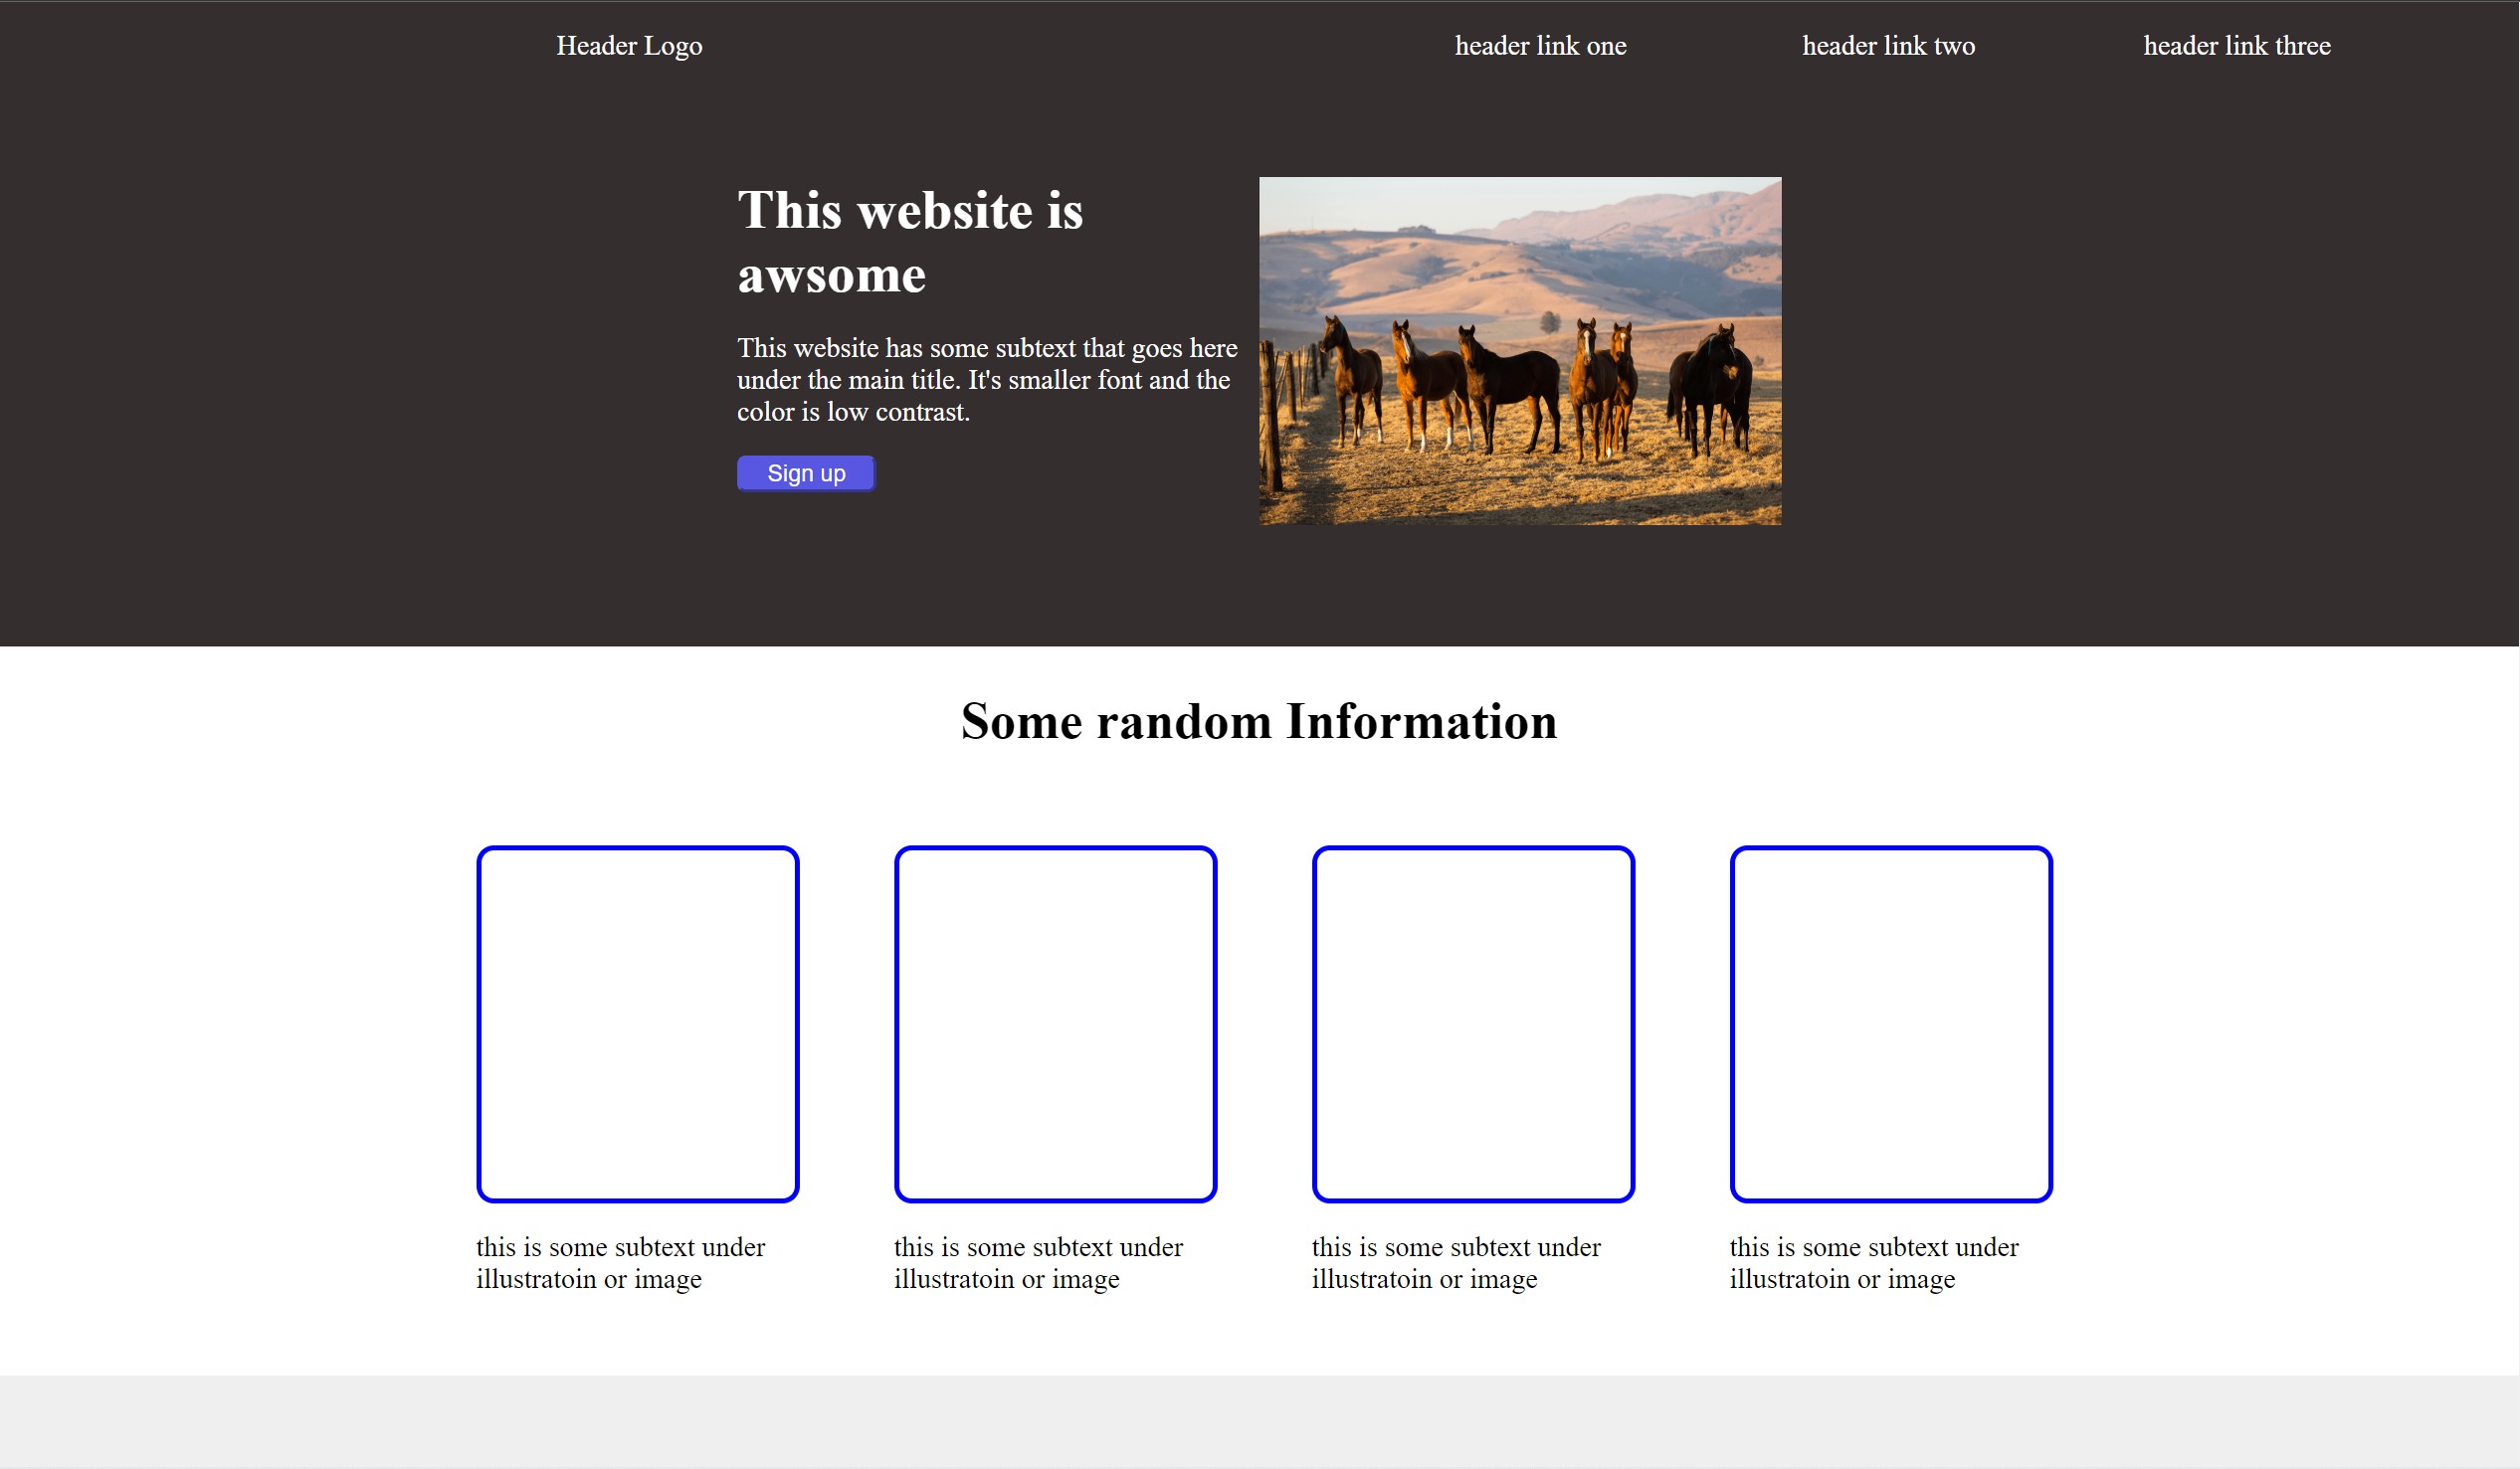 Header Logo
header link one
header link two
header link three
This website is
awsome
This website has some subtext that goes here
under the main title. It's smaller font and the
color is low contrast.
Sign up
Some random Information
this is some subtext under
illustratoin or image
this is some subtext under
illustratoin or image
this is some subtext under
illustratoin or image
this is some subtext under
illustratoin or image